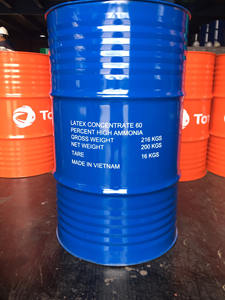 LATEX CONCENTRATE 60
PERCENT HIGH AMMONIA
GROSS WEIGHT 216 KGS
NET WEIGHT 200 KGS
TARE 16 KGS
MADE IN VIETNAM